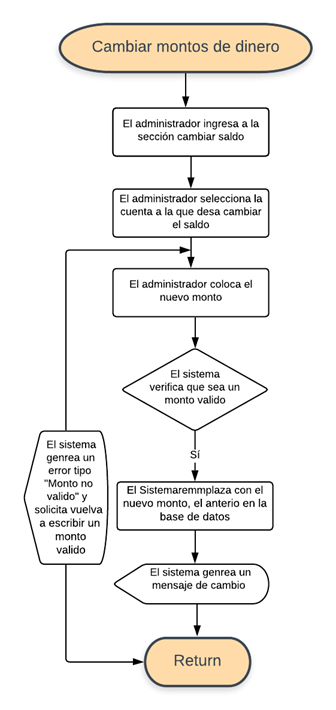 Cambiar montos de dinero
El administrador ingresa a la
sección cambiar saldo
El administrador selecciona la
cuenta a la que desa cambiar
el saldo
El administrador coloca el
nuevo monto
El sistema
verifica que sea un
monto valido
Sí
El sistema
genrea un
error tipo
"Monto no
valido" y
solicita vuelva
a escribir un
monto
valido
El Sistemaremmplaza con el
nuevo monto, el anterio en la
base de datos
El sistema genrea un
mensaje de cambio
Return